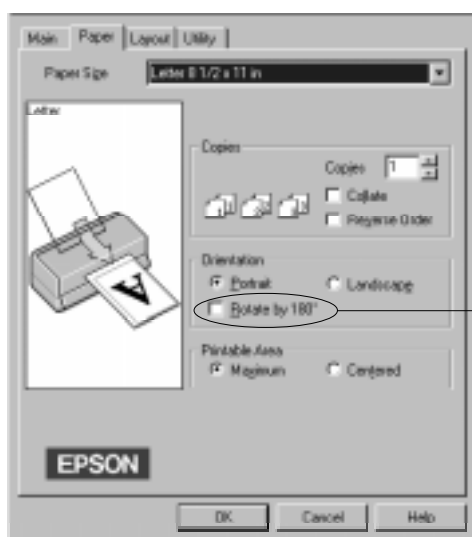 Main Paper Layout Utility
Paper Size Letter 8 1/2 x 11 in
Letter
Copies
Copies 1
Collate
Reverse Order
Orientation
Portrait Landscape
Rotate by 180°
Printable Area
Maximum Centered
EPSON
OK Cancel Help